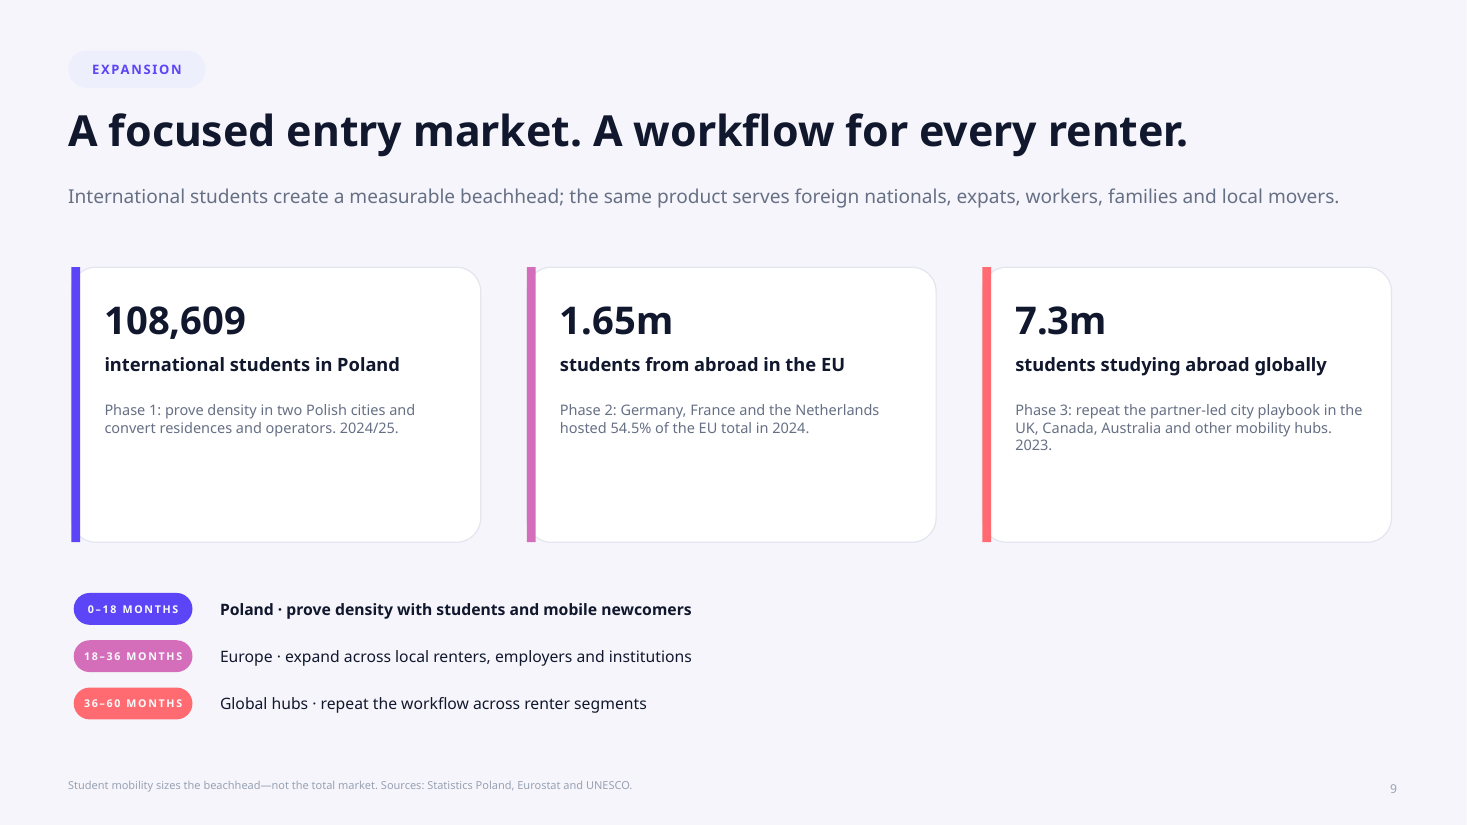 EXPANSION
A focused entry market. A workflow for every renter.
International students create a measurable beachhead; the same product serves foreign nationals, expats, workers, families and local movers.
108,609
international students in Poland
Phase 1: prove density in two Polish cities and
convert residences and operators. 2024/25.
1.65m
students from abroad in the EU
Phase 2: Germany, France and the Netherlands
hosted 54.5% of the EU total in 2024.
7.3m
students studying abroad globally
Phase 3: repeat the partner-led city playbook in the
UK, Canada, Australia and other mobility hubs.
2023.
0–18 MONTHS
Poland · prove density with students and mobile newcomers
18–36 MONTHS
Europe · expand across local renters, employers and institutions
36–60 MONTHS
Global hubs · repeat the workflow across renter segments
Student mobility sizes the beachhead—not the total market. Sources: Statistics Poland, Eurostat and UNESCO.
9